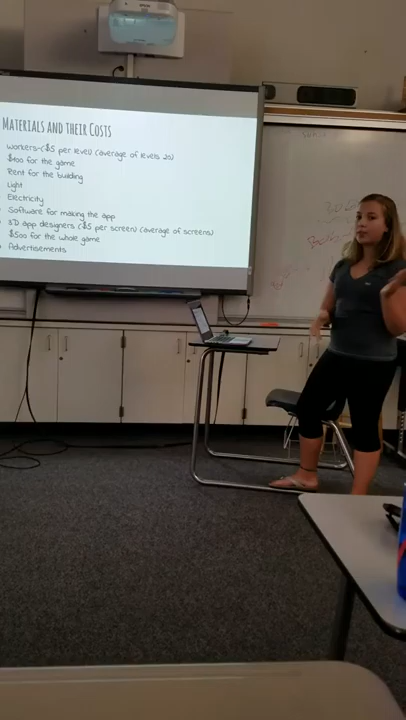 Materials and their Costs
Workers-($5 per level) (average of levels 20)
$100 for the game
Rent for the building
Light
Electricity
Software for making the app
3D app designers ($5 per screen) (average of screens)
$500 for the whole game
Advertisements